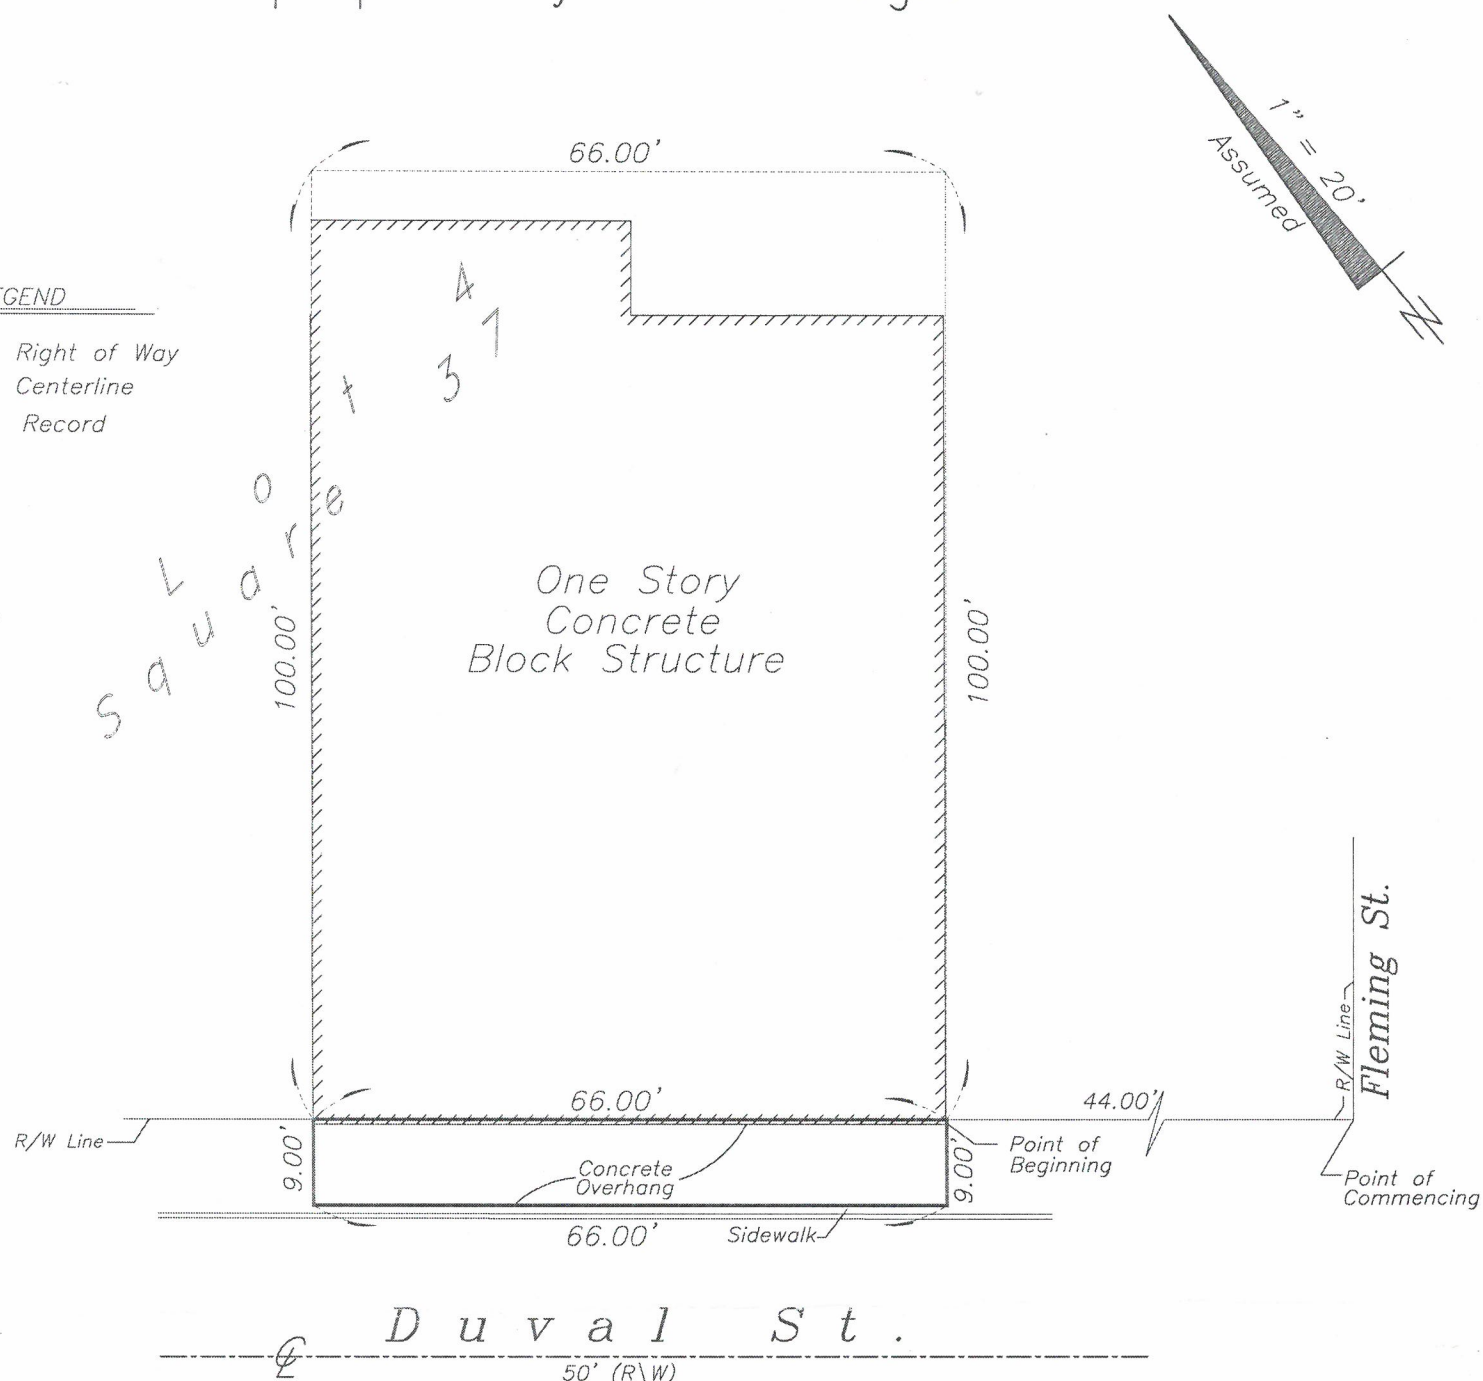 66.00'
1" = 20'
Assumed
N
EGEND
Right of Way
Centerline
Record
Lot 4
Square 37
100.00'
One Story
Concrete
Block Structure
100.00'
Fleming St.
R/W Line
66.00'
44.00'
R/W Line
9.00'
Concrete
Overhang
9.00'
Point of
Beginning
Point of
Commencing
66.00'
Sidewalk
Duval St.
℄
50' (R\W)